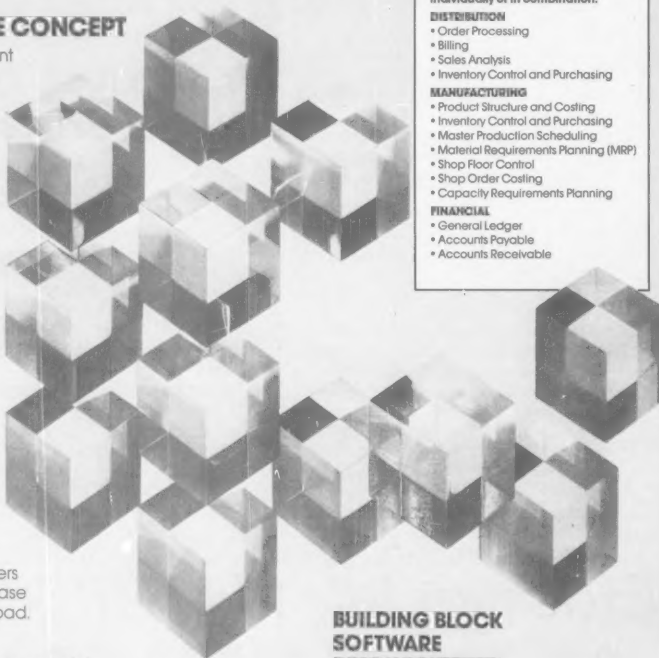 E CONCEPT
nt
individually or in combination.
DISTRIBUTION
• Order Processing
• Billing
• Sales Analysis
• Inventory Control and Purchasing
MANUFACTURING
• Product Structure and Costing
• Inventory Control and Purchasing
• Master Production Scheduling
• Material Requirements Planning (MRP)
• Shop Floor Control
• Shop Order Costing
• Capacity Requirements Planning
FINANCIAL
• General Ledger
• Accounts Payable
• Accounts Receivable
ers
ase
oad.
BUILDING BLOCK
SOFTWARE